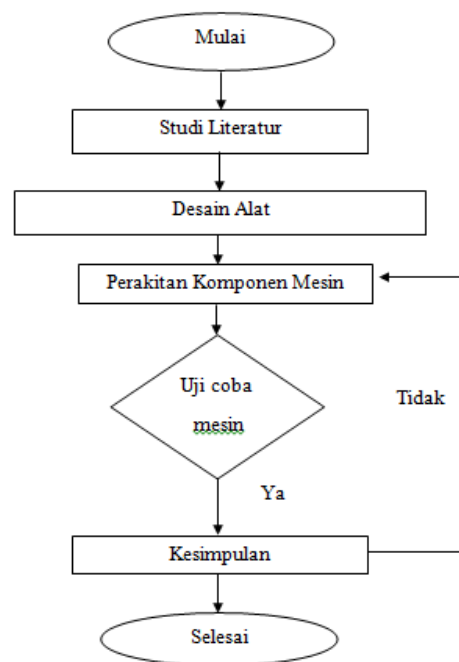 Mulai
Studi Literatur
Desain Alat
Perakitan Komponen Mesin
Uji coba
mesin
Tidak
Ya
Kesimpulan
Selesai